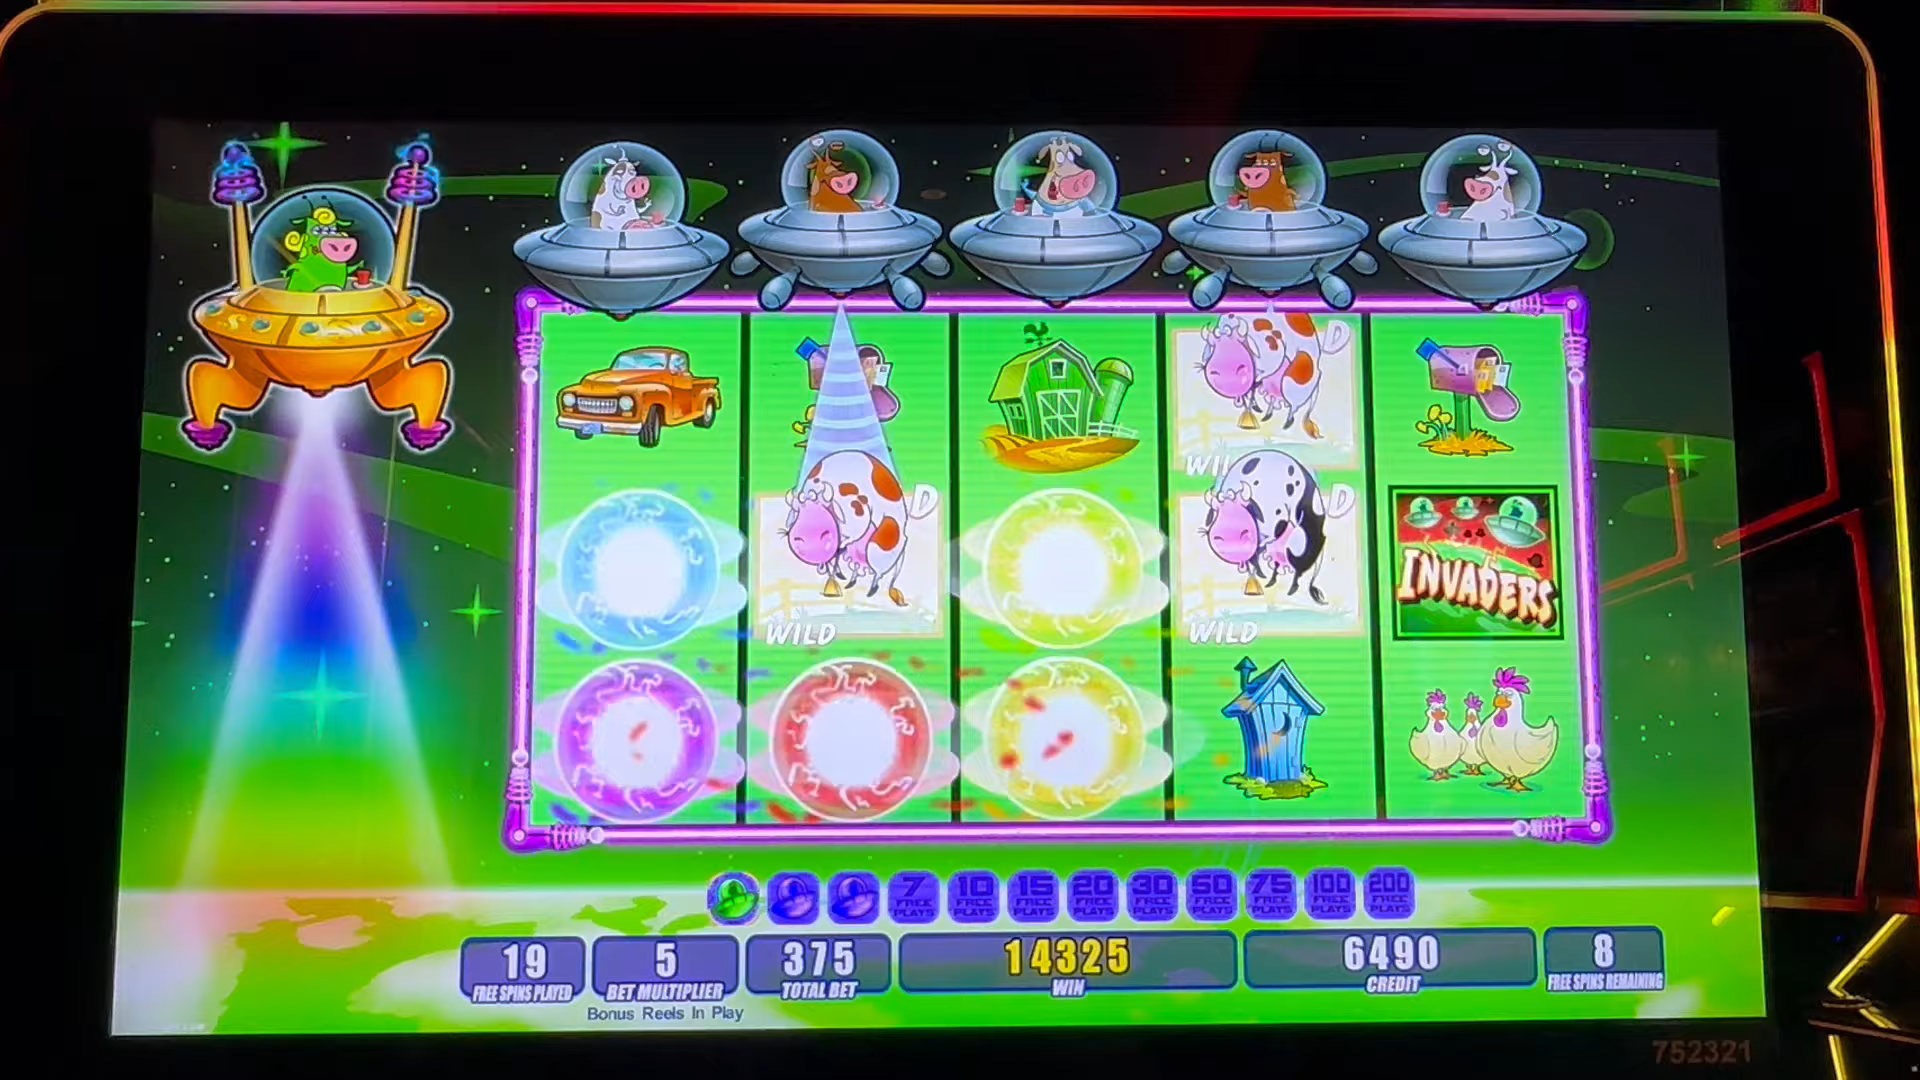 D
WIL
D
WILD
D
WILD
INVADERS
7 FREE PLAYS
10 FREE PLAYS
15 FREE PLAYS
20 FREE PLAYS
30 FREE PLAYS
50 FREE PLAYS
75 FREE PLAYS
100 FREE PLAYS
200 FREE PLAYS
19
FREE SPINS PLAYED
5
BET MULTIPLIER
375
TOTAL BET
14325
WIN
6490
CREDIT
8
FREE SPINS REMAINING
Bonus Reels In Play
752321